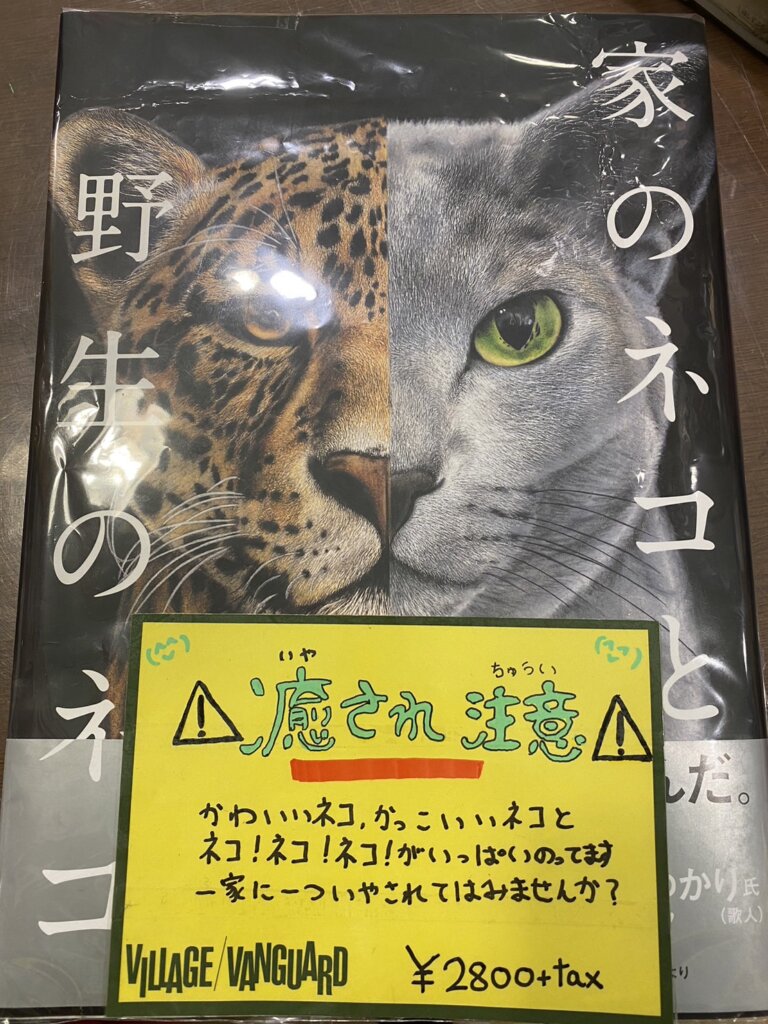 家のネコと
野生のネコ
んだ。
かり氏
(歌人)
より
いや
ちゅうい
癒され注意
かわいいネコ、かっこいいネコと
ネコ!ネコ!ネコ!がいっぱいのってます
一家に一ついやされてはみませんか?
VILLAGE/VANGUARD
¥2800+tax